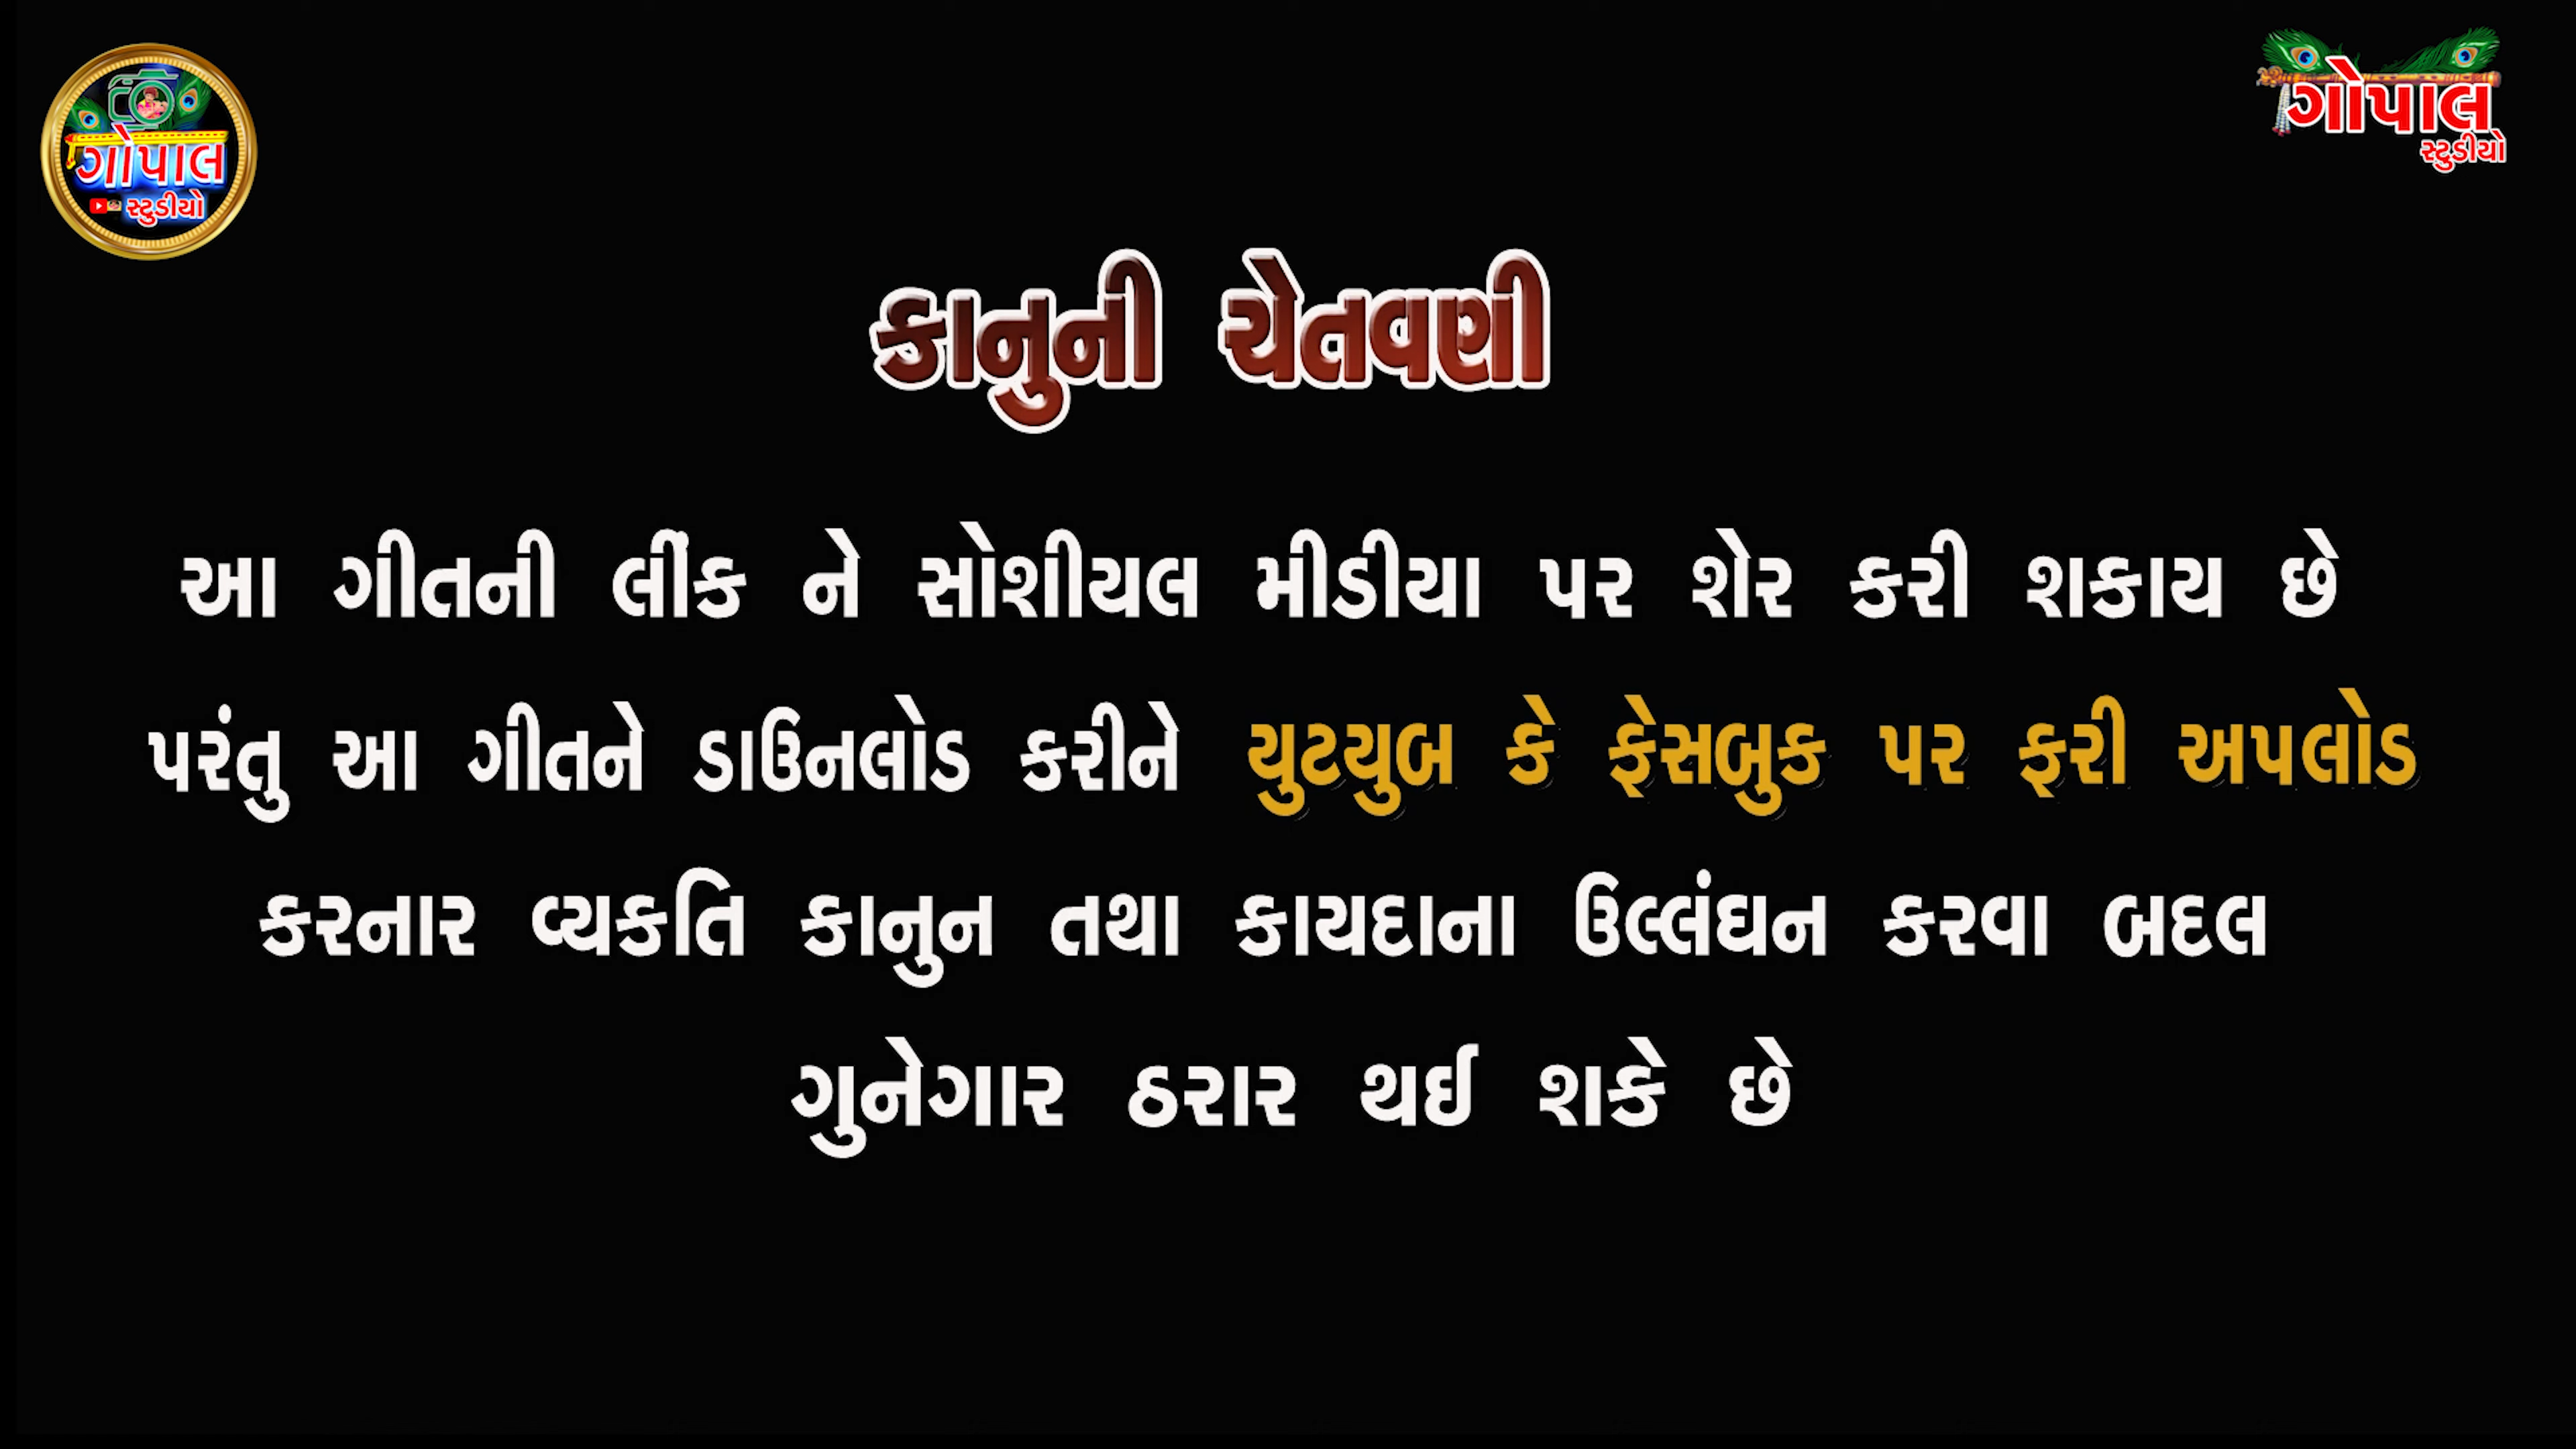 ગોપાલ
સ્ટુડીયો
ગોપાલ
સ્ટુડીયો
કાનુની ચેતવણી
આ ગીતની લીંક ને સોશીયલ મીડીયા પર શેર કરી શકાય છે
પરંતુ આ ગીતને ડાઉનલોડ કરીને યુટયુબ કે ફેસબુક પર ફરી અપલોડ
કરનાર વ્યકતિ કાનુન તથા કાયદાના ઉલ્લંઘન કરવા બદલ
ગુનેગાર ઠરાર થઈ શકે છે